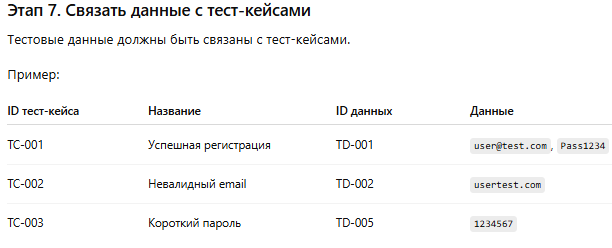 Этап 7. Связать данные с тест-кейсами
Тестовые данные должны быть связаны с тест-кейсами.
Пример:
ID тест-кейса Название ID данных Данные
TC-001 Успешная регистрация TD-001 user@test.com, Pass1234
TC-002 Невалидный email TD-002 usertest.com
TC-003 Короткий пароль TD-005 1234567